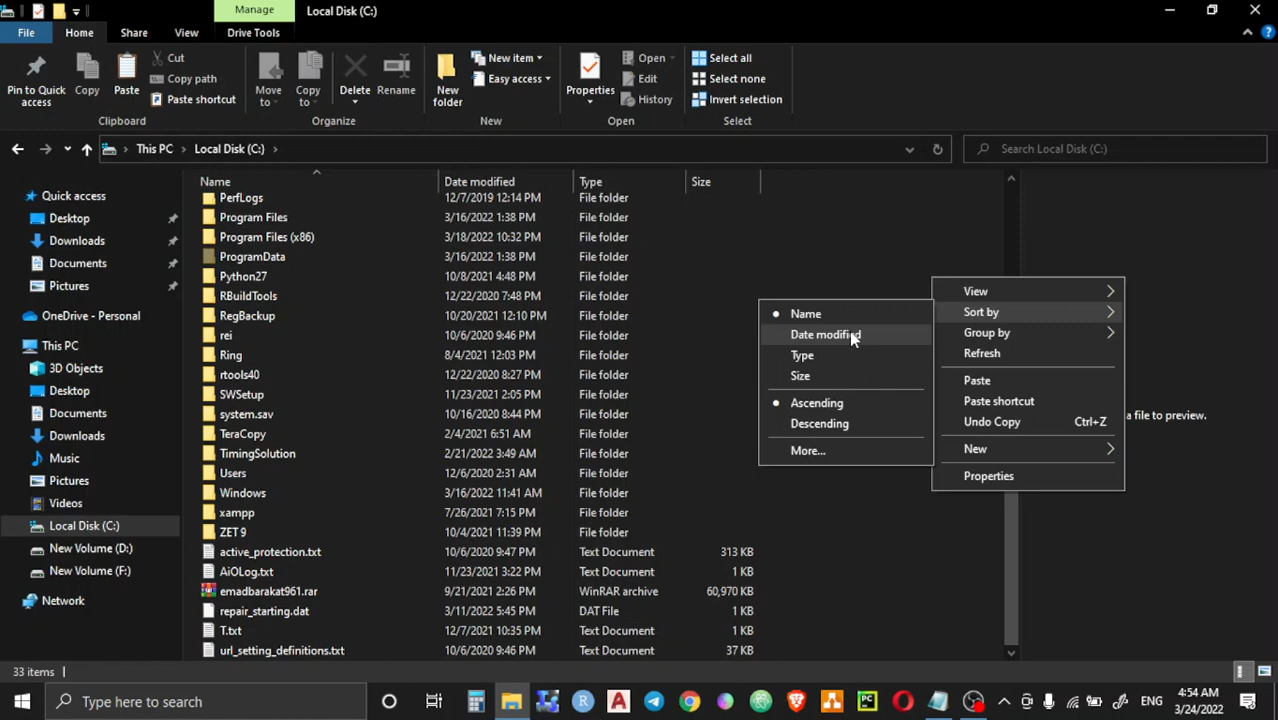 Manage
Local Disk (C:)
File
Home
Share
View
Drive Tools
Pin to Quick access
Copy
Paste
Cut
Copy path
Paste shortcut
Clipboard
Move to
Copy to
Delete
Rename
Organize
New folder
New item
Easy access
New
Properties
Open
Edit
History
Open
Select all
Select none
Invert selection
Select
This PC
Local Disk (C:)
Search Local Disk (C:)
Quick access
Desktop
Downloads
Documents
Pictures
OneDrive - Personal
This PC
3D Objects
Desktop
Documents
Downloads
Music
Pictures
Videos
Local Disk (C:)
New Volume (D:)
New Volume (F:)
Network
Name Date modified Type Size
PerfLogs 12/7/2019 12:14 PM File folder
Program Files 3/16/2022 1:38 PM File folder
Program Files (x86) 3/18/2022 10:32 PM File folder
ProgramData 3/16/2022 1:38 PM File folder
Python27 10/8/2021 4:48 PM File folder
RBuildTools 12/22/2020 7:48 PM File folder
RegBackup 10/21/2021 12:10 PM File folder
rei 10/6/2020 9:46 PM File folder
Ring 8/4/2021 12:03 PM File folder
rtools40 12/22/2020 8:27 PM File folder
SWSetup 11/23/2021 2:05 PM File folder
system.sav 10/16/2020 8:44 PM File folder
TeraCopy 2/4/2021 6:51 AM File folder
TimingSolution 2/21/2022 3:49 AM File folder
Users 12/6/2020 2:31 AM File folder
Windows 3/16/2022 11:41 AM File folder
xampp 7/26/2021 7:15 PM File folder
ZET 9 10/4/2021 11:39 PM File folder
active_protection.txt 10/6/2020 9:47 PM Text Document 313 KB
AiOLog.txt 11/23/2021 3:22 PM Text Document 1 KB
emadbarakat961.rar 9/21/2021 2:26 PM WinRAR archive 60,970 KB
repair_starting.dat 3/11/2022 5:45 PM DAT File 1 KB
T.txt 12/7/2021 10:35 PM Text Document 1 KB
url_setting_definitions.txt 10/6/2020 9:46 PM Text Document 37 KB
Name
Date modified
Type
Size
Ascending
Descending
More...
View
Sort by
Group by
Refresh
Paste
Paste shortcut
Undo Copy Ctrl+Z
New
Properties
a file to preview.
33 items
Type here to search
ENG
4:54 AM
3/24/2022